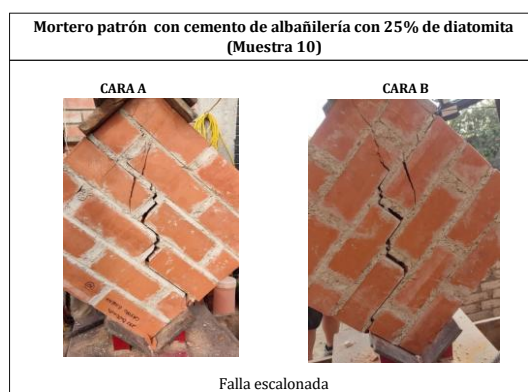 Mortero patrón con cemento de albañilería con 25% de diatomita
(Muestra 10)
CARA A
CARA B
Falla escalonada